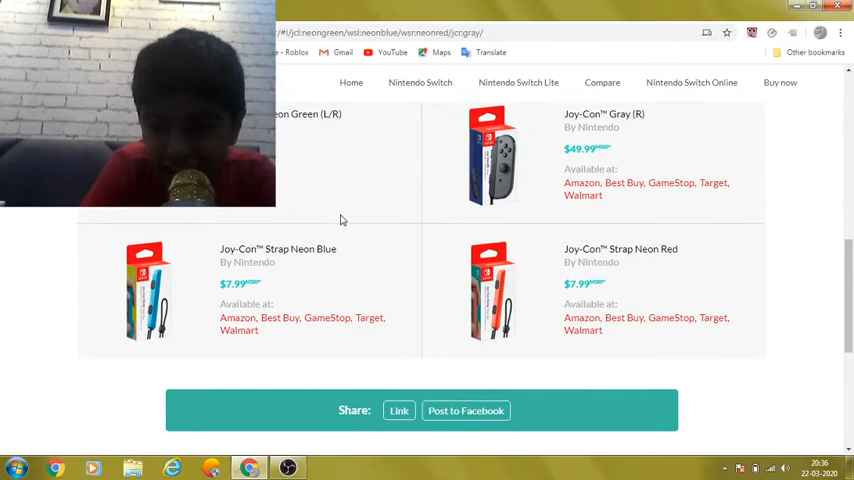 /#!/jcl:neongreen/wsl:neonblue/wsr:neonred/jcr:gray/
- Roblox Gmail YouTube Maps Translate Other bookmarks
Home Nintendo Switch Nintendo Switch Lite Compare Nintendo Switch Online Buy now
on Green (L/R)
Joy-Con™ Gray (R)
By Nintendo
$49.99MSRP*
Available at:
Amazon, Best Buy, GameStop, Target,
Walmart
Joy-Con™ Strap Neon Blue
By Nintendo
$7.99MSRP*
Available at:
Amazon, Best Buy, GameStop, Target,
Walmart
Joy-Con™ Strap Neon Red
By Nintendo
$7.99MSRP*
Available at:
Amazon, Best Buy, GameStop, Target,
Walmart
Share: Link Post to Facebook
20:36
22-03-2020